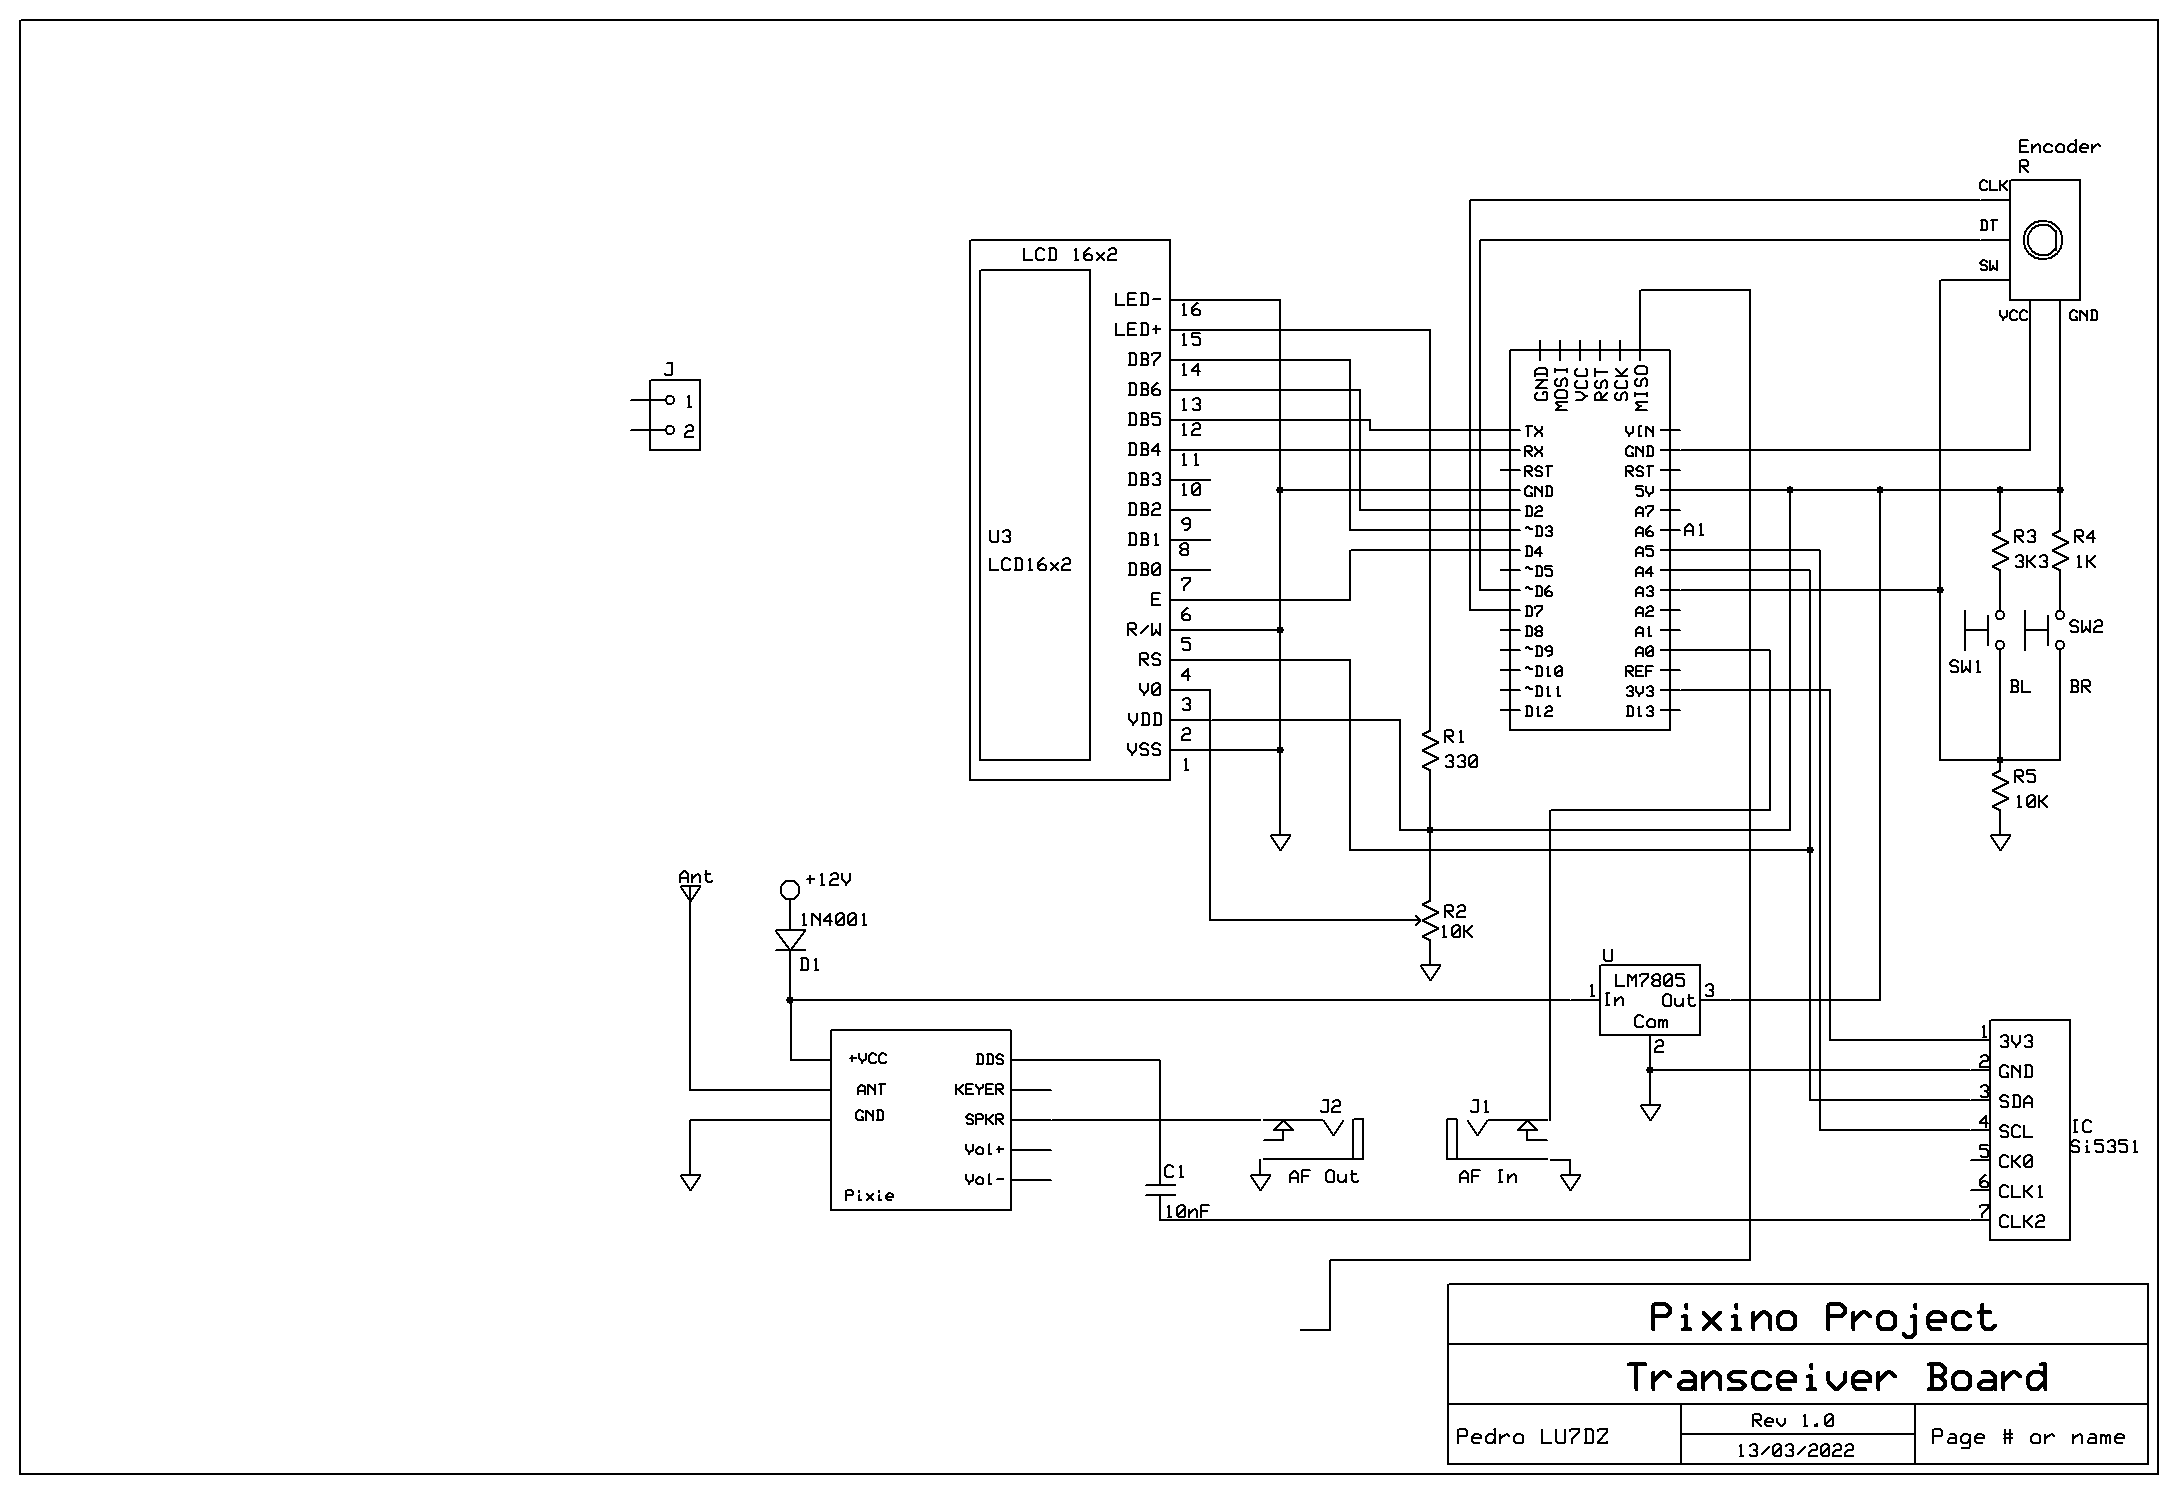 Encoder
R
CLK
DT
SW
VCC
GND
LCD 16x2
LED-
16
LED+
15
DB7
14
DB6
13
DB5
12
DB4
11
DB3
10
DB2
9
DB1
8
DB0
7
E
6
R/W
5
RS
4
V0
3
VDD
2
VSS
1
U3
LCD16x2
J
1
2
GND
MOSI
VCC
RST
SCK
MISO
TX
RX
RST
GND
D2
~D3
D4
~D5
~D6
D7
D8
~D9
~D10
~D11
D12
VIN
GND
RST
5V
A7
A6
A5
A4
A3
A2
A1
A0
REF
3V3
D13
A1
R3
3K3
R4
1K
SW1
SW2
BL
BR
R5
10K
R1
330
R2
10K
Ant
+12V
1N4001
D1
U
LM7805
1
In
Out
3
Com
2
+VCC
ANT
GND
DDS
KEYER
SPKR
Vol+
Vol-
Pixie
C1
10nF
J2
AF Out
J1
AF In
1
3V3
2
GND
3
SDA
4
SCL
5
CK0
6
CLK1
7
CLK2
IC
Si5351
Pixino Project
Transceiver Board
Pedro LU7DZ
Rev 1.0
13/03/2022
Page # or name